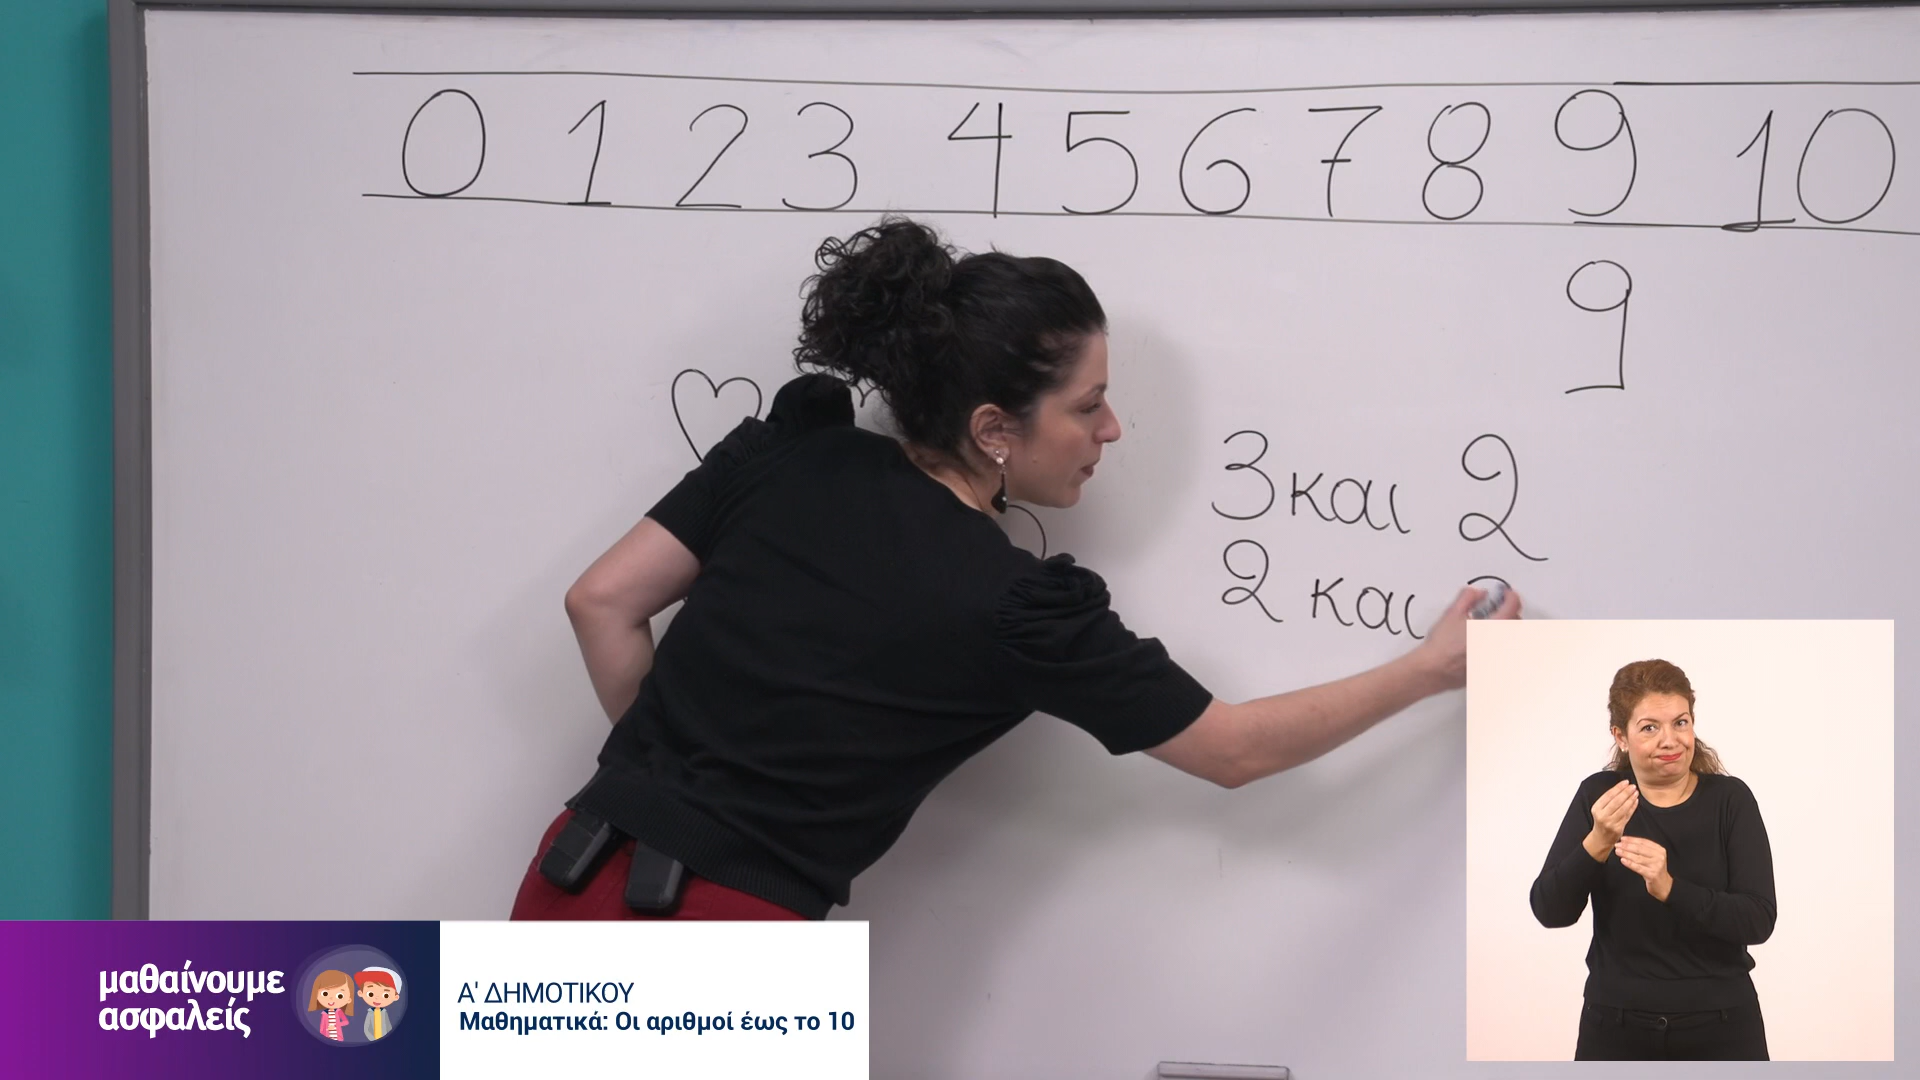 0 1 2 3 4 5 6 7 8 9 10
9
3 και 2
2 και
μαθαίνουμε
ασφαλείς
Α' ΔΗΜΟΤΙΚΟΥ
Μαθηματικά: Οι αριθμοί έως το 10